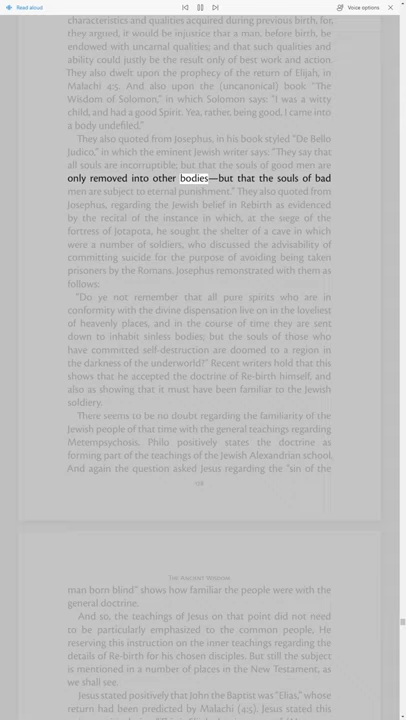 Read aloud
Voice options
characteristics and qualities acquired during previous birth, for,
they argued, it would be injustice that a man, before birth, be
endowed with uncarnal qualities; and that such qualities and
ability could justly be the result only of best work and action.
They also dwelt upon the prophecy of the return of Elijah, in
Malachi 4:5. And also upon the (uncanonical) book "The
Wisdom of Solomon," in which Solomon says: "I was a witty
child, and had a good Spirit. Yea, rather, being good, I came into
a body undefiled."
They also quoted from Josephus, in his book styled "De Bello
Judico," in which the eminent Jewish writer says: "They say that
all souls are incorruptible; but that the souls of good men are
only removed into other bodies—but that the souls of bad
men are subject to eternal punishment." They also quoted from
Josephus, regarding the Jewish belief in Rebirth as evidenced
by the recital of the instance in which, at the siege of the
fortress of Jotapota, he sought the shelter of a cave in which
were a number of soldiers, who discussed the advisability of
committing suicide for the purpose of avoiding being taken
prisoners by the Romans. Josephus remonstrated with them as
follows:
"Do ye not remember that all pure spirits who are in
conformity with the divine dispensation live on in the loveliest
of heavenly places, and in the course of time they are sent
down to inhabit sinless bodies; but the souls of those who
have committed self-destruction are doomed to a region in
the darkness of the underworld?" Recent writers hold that this
shows that he accepted the doctrine of Re-birth himself, and
also as showing that it must have been familiar to the Jewish
soldiery.
There seems to be no doubt regarding the familiarity of the
Jewish people of that time with the general teachings regarding
Metempsychosis. Philo positively states the doctrine as
forming part of the teachings of the Jewish Alexandrian school.
And again the question asked Jesus regarding the "sin of the
The Ancient Wisdom
man born blind" shows how familiar the people were with the
general doctrine.
And so, the teachings of Jesus on that point did not need
to be particularly emphasized to the common people, He
reserving this instruction on the inner teachings regarding the
details of Re-birth for his chosen disciples. But still the subject
is mentioned in a number of places in the New Testament, as
we shall see.
Jesus stated positively that John the Baptist was "Elias," whose
return had been predicted by Malachi (4:5). Jesus stated this